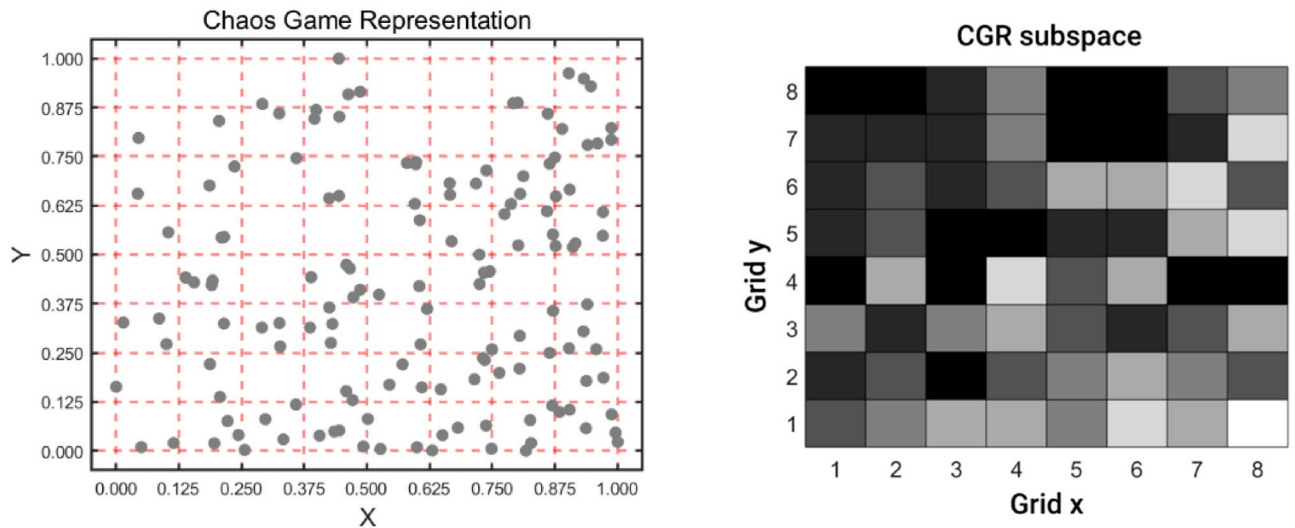 Chaos Game Representation
1.000
0.875
0.750
0.625
0.500
0.375
0.250
0.125
0.000
Y
0.000 0.125 0.250 0.375 0.500 0.625 0.750 0.875 1.000
X
CGR subspace
8
7
6
5
4
3
2
1
Grid y
1 2 3 4 5 6 7 8
Grid x